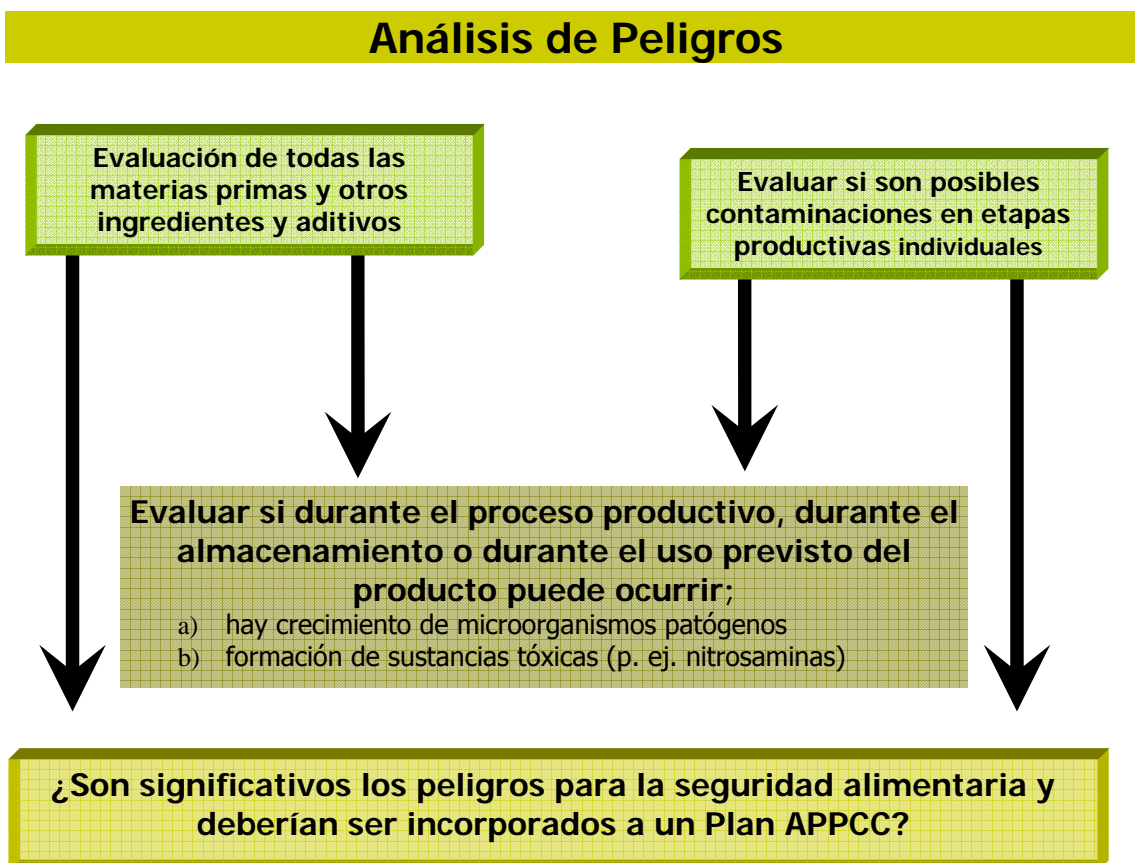 Análisis de Peligros
Evaluación de todas las
materias primas y otros
ingredientes y aditivos
Evaluar si son posibles
contaminaciones en etapas
productivas individuales
Evaluar si durante el proceso productivo, durante el
almacenamiento o durante el uso previsto del
producto puede ocurrir;
a) hay crecimiento de microorganismos patógenos
b) formación de sustancias tóxicas (p. ej. nitrosaminas)
¿Son significativos los peligros para la seguridad alimentaria y
deberían ser incorporados a un Plan APPCC?